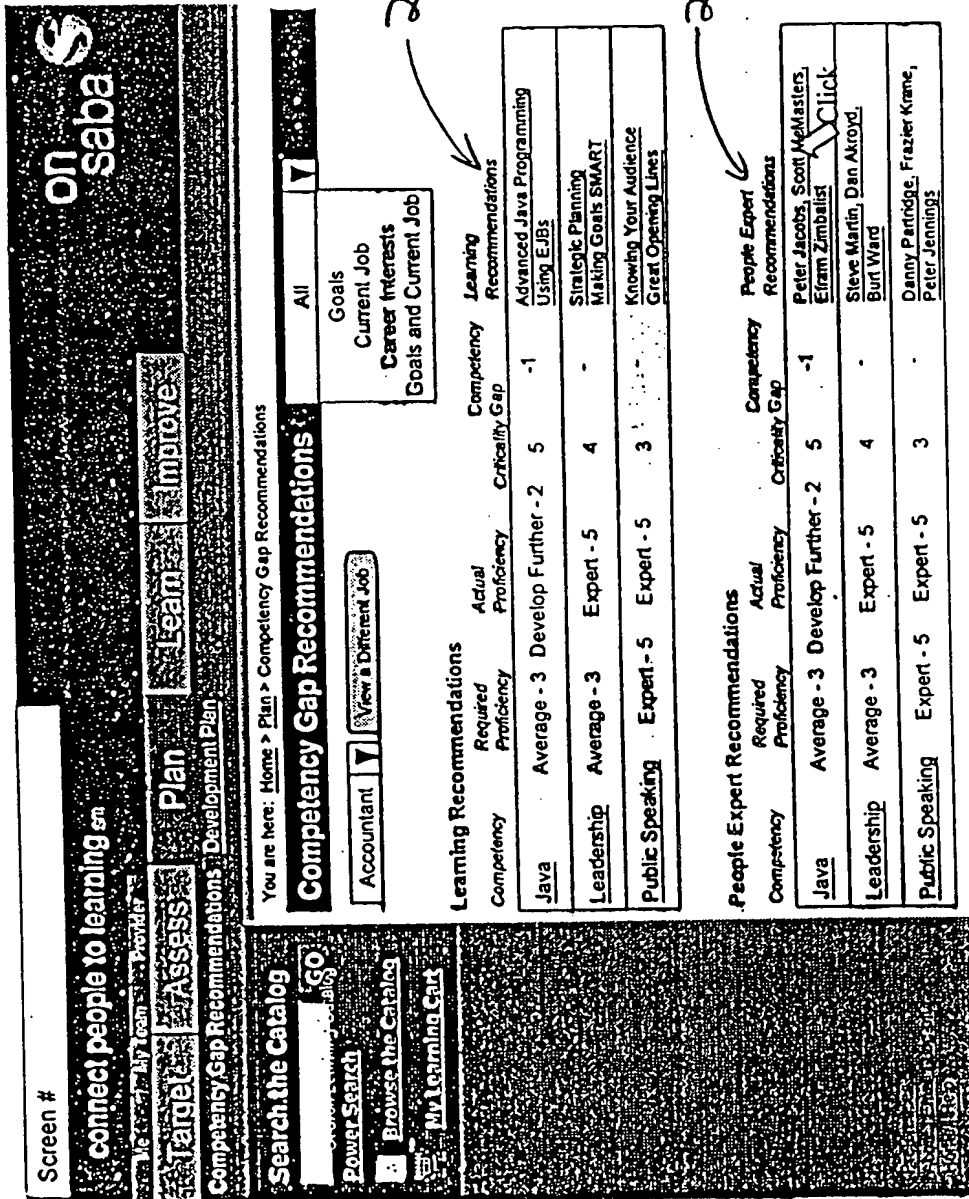 Screen #
on
saba
connect people to learning sm
Me My Team Provider
Target Assess Plan Learn Improve
Competency Gap Recommendations Development Plan
Search the Catalog
GO
Power Search
Browse the Catalog
My Learning Cart
You are here: Home > Plan > Competency Gap Recommendations
Competency Gap Recommendations
All
Goals
Current Job
Career Interests
Goals and Current Job
Accountant View a Different Job
Learning Recommendations
Competency Required Proficiency Actual Proficiency Criticality Competency Gap Learning Recommendations
Java Average - 3 Develop Further - 2 5 -1 Advanced Java Programming
Using EJBs
Leadership Average - 3 Expert - 5 4 - Strategic Planning
Making Goals SMART
Public Speaking Expert - 5 Expert - 5 3 - Knowing Your Audience
Great Opening Lines
People Expert Recommendations
Competency Required Proficiency Actual Proficiency Criticality Competency Gap People Expert Recommendations
Java Average - 3 Develop Further - 2 5 -1 Peter Jacobs, Scott McMasters,
Efram Zimbalist Click
Leadership Average - 3 Expert - 5 4 - Steve Martin, Dan Akroyd,
Burt Ward
Public Speaking Expert - 5 Expert - 5 3 - Danny Partridge, Frazier Krane,
Peter Jennings